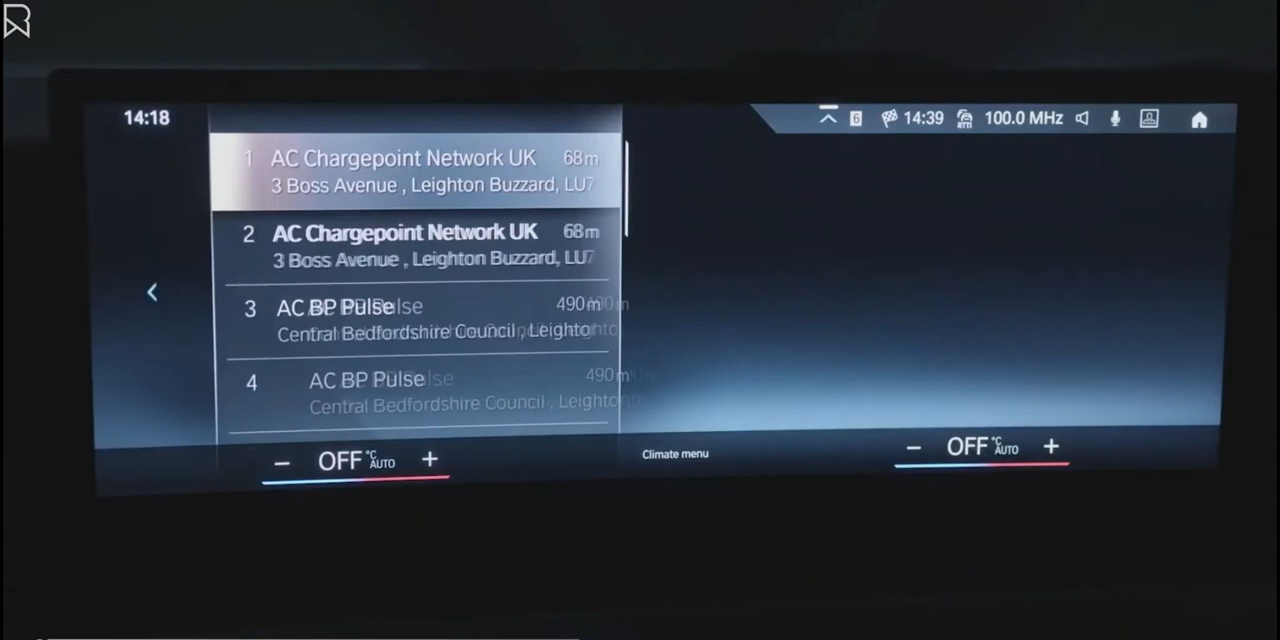 14:18
6 14:39 RTTI 100.0 MHz
1 AC Chargepoint Network UK 68m
3 Boss Avenue , Leighton Buzzard, LU7
2 AC Chargepoint Network UK 68m
3 Boss Avenue , Leighton Buzzard, LU7
3 AC BP Pulse 490m
Central Bedfordshire Council , Leighto
4 AC BP Pulse 490m
Central Bedfordshire Council , Leighton
− OFF °C AUTO +
Climate menu
− OFF °C AUTO +